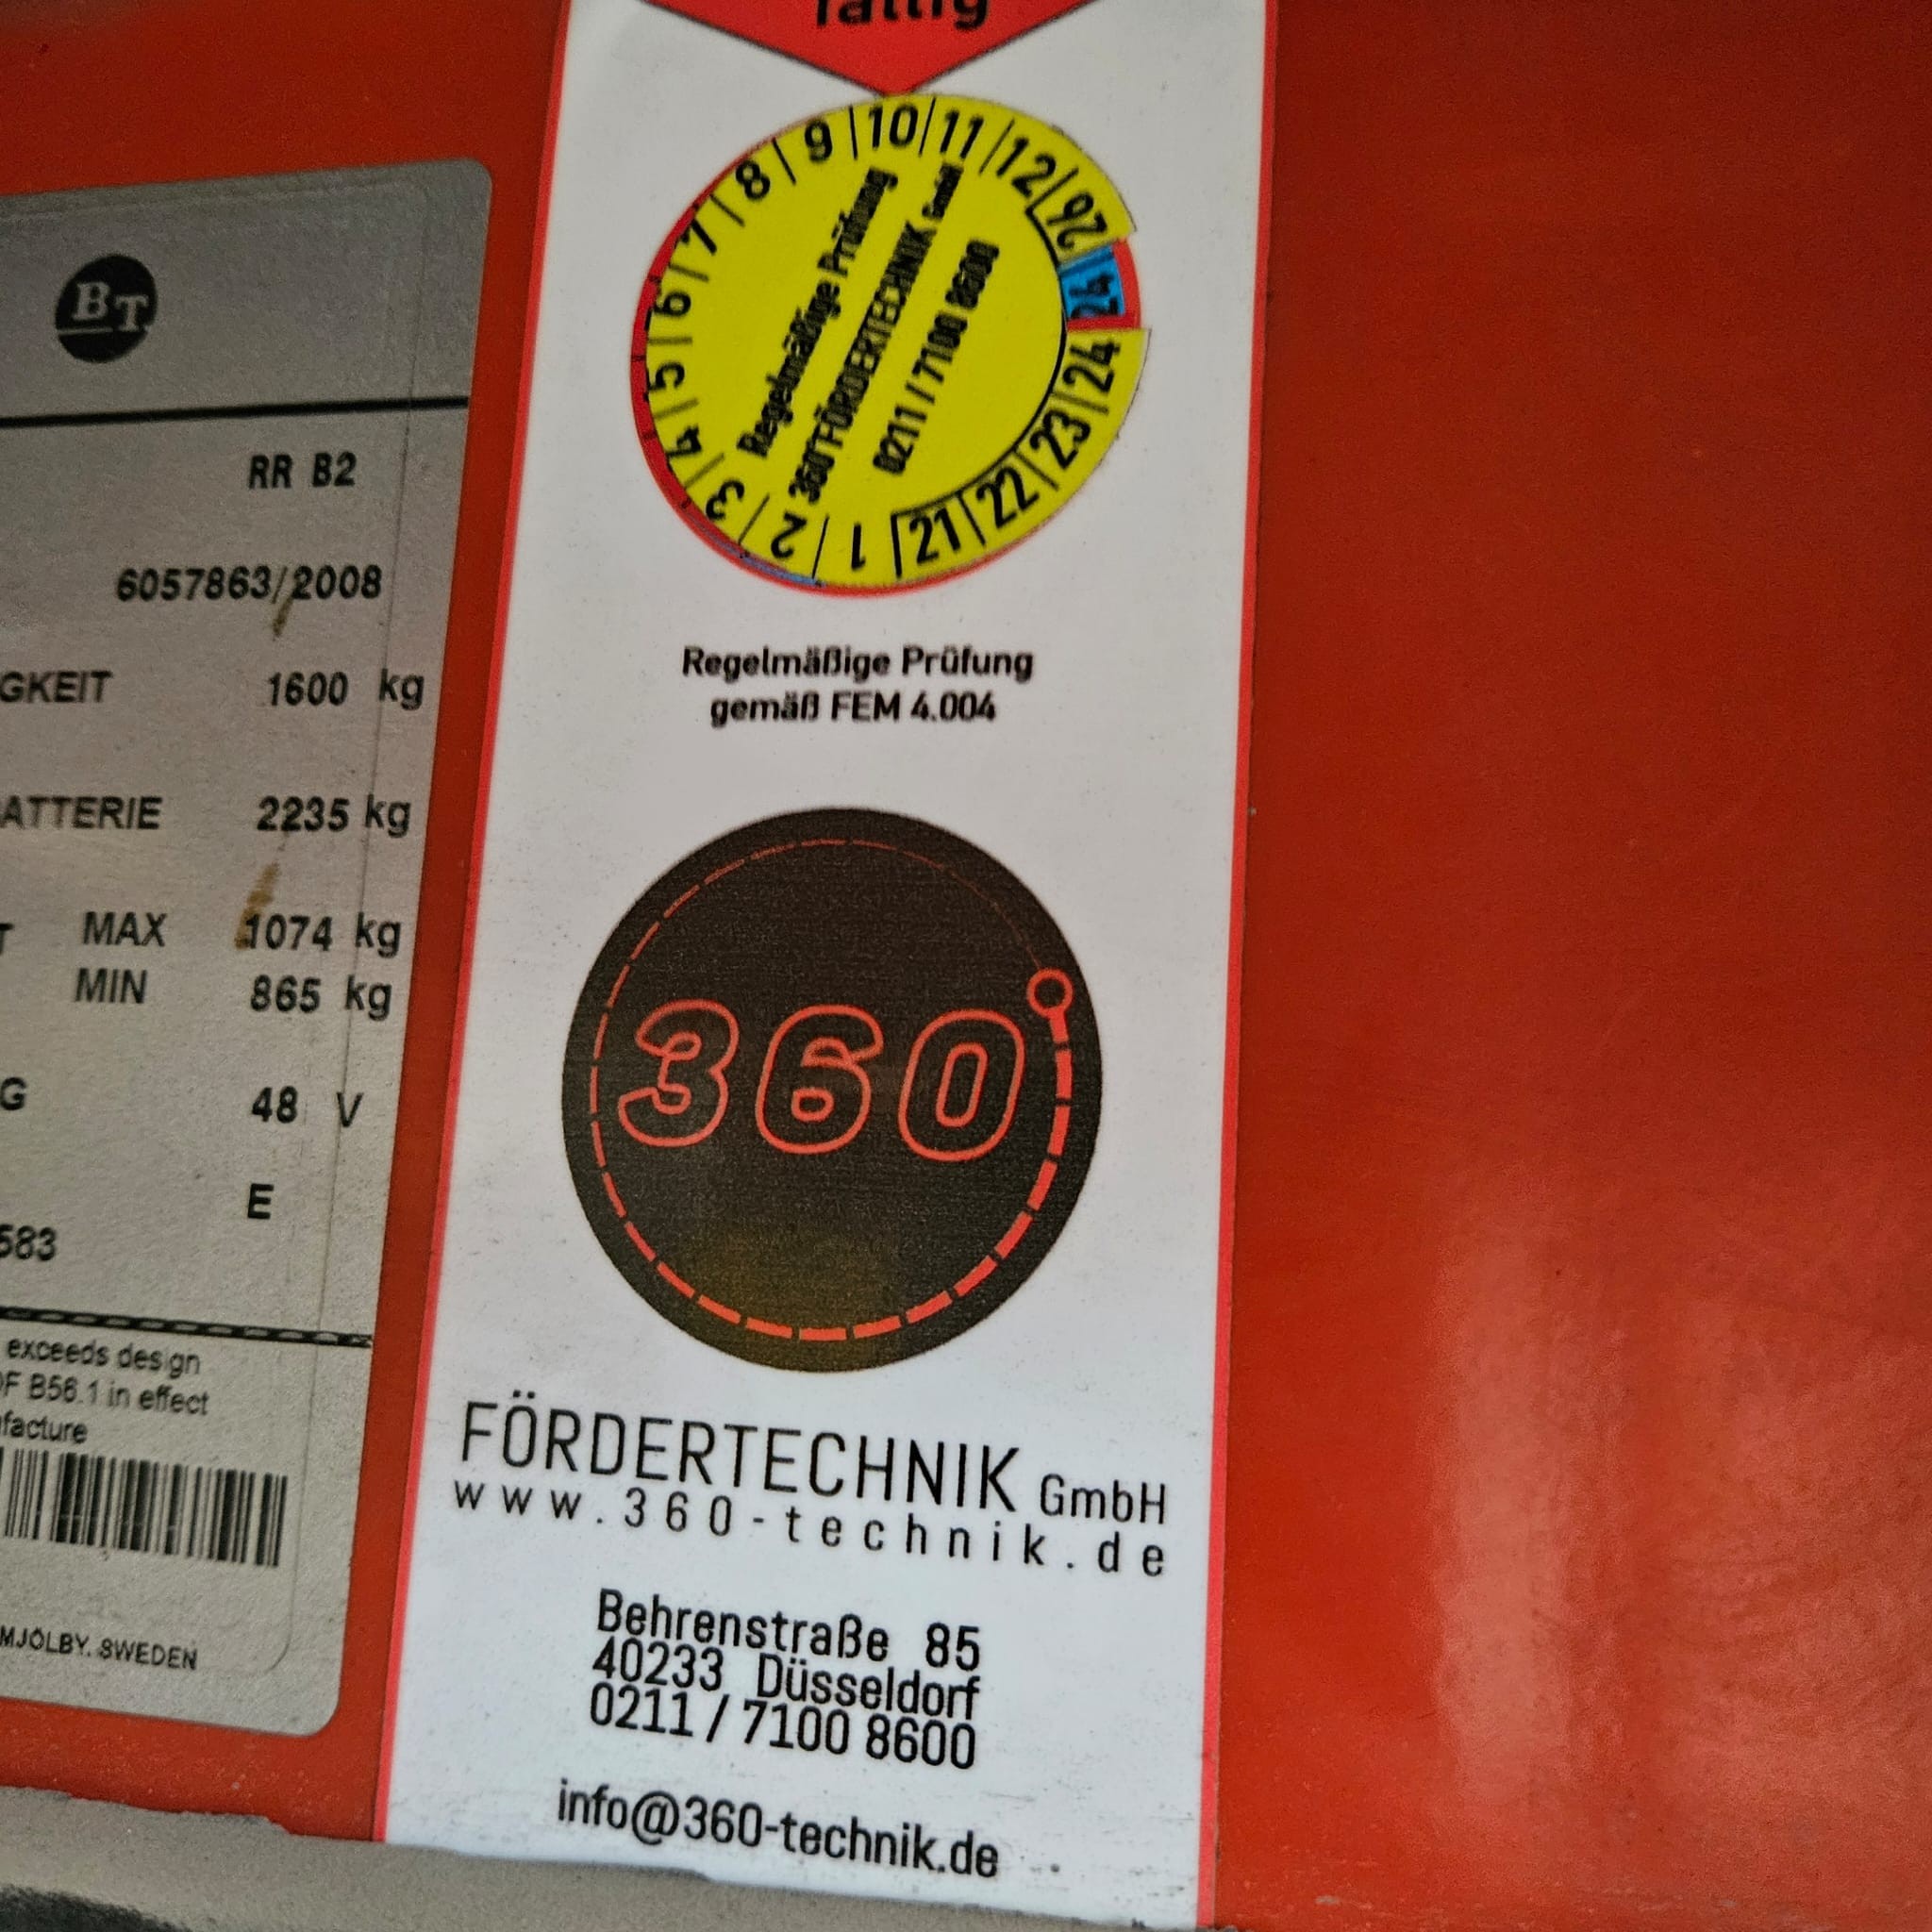 BT
RR B2
6057863/2008
GKEIT 1600 kg
ATTERIE 2235 kg
T MAX 1074 kg
MIN 865 kg
G 48 V
E
583
exceeds design
OF B56.1 in effect
facture
MJÖLBY. SWEDEN
fällig
1 2 3 4 5 6 7 8 9 10 11 12 26 24 24 23 22 21
Regelmäßige Prüfung
360°FÖRDERTECHNIK GmbH
0211 / 7100 8600
Regelmäßige Prüfung
gemäß FEM 4.004
360°
FÖRDERTECHNIK GmbH
www.360-technik.de
Behrenstraße 85
40233 Düsseldorf
0211 / 7100 8600
info@360-technik.de